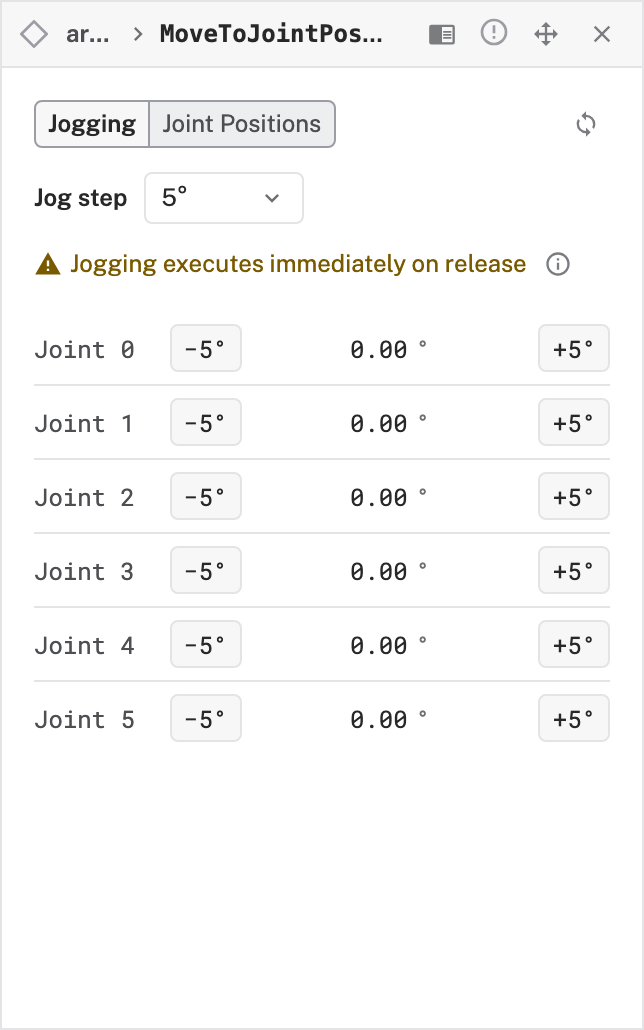 ar... > MoveToJointPos...
Jogging Joint Positions
Jog step 5°
Jogging executes immediately on release
Joint 0 -5° 0.00 ° +5°
Joint 1 -5° 0.00 ° +5°
Joint 2 -5° 0.00 ° +5°
Joint 3 -5° 0.00 ° +5°
Joint 4 -5° 0.00 ° +5°
Joint 5 -5° 0.00 ° +5°